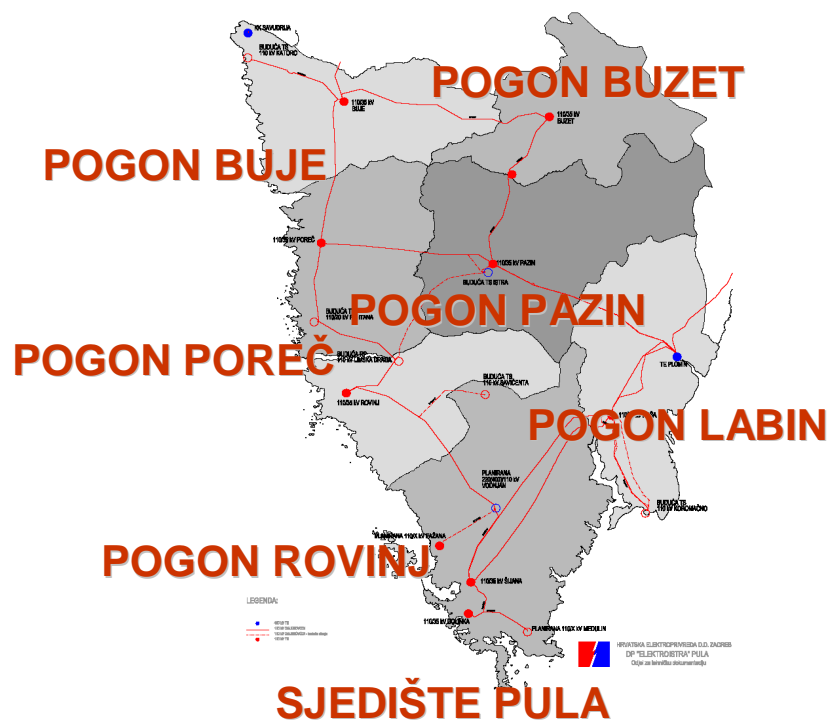 KK SAVUDRIJA
BUDUĆA TS
110 kV KATORO
POGON BUZET
110/35 kV
BUJE
110/35 kV
BUZET
POGON BUJE
110/35 kV POREČ
110/35 kV PAZIN
BUDUĆA TS ISTRA
POGON PAZIN
BUDUĆA
POGON POREČ
TE PLOMIN
BUDUĆA TS
110 kV SAVIČENTA
110/35 kV ROVINJ
POGON LABIN
PLANIRANA
220(400)/110 kV
VODNJAN
BUDUĆA TS
110 kV KOROMAČNO
PLANIRANA 110/X kV FAŽANA
POGON ROVINJ
110/35 kV ŠIJANA
LEGENDA:
110/35 kV DOLINKA
PLANIRANA 110/X kV MEDULIN
HRVATSKA ELEKTROPRIVREDA D.D. ZAGREB
DP "ELEKTROISTRA" PULA
Odjel za tehničku dokumentaciju
SJEDIŠTE PULA